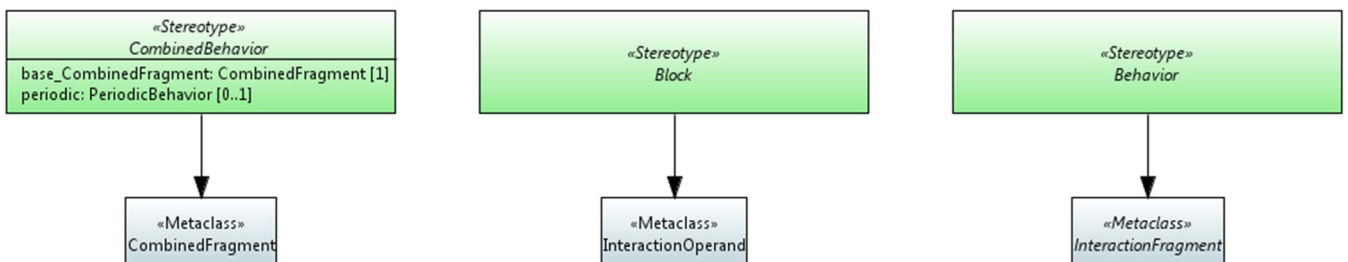 «Stereotype»
CombinedBehavior
base_CombinedFragment: CombinedFragment [1]
periodic: PeriodicBehavior [0..1]
«Metaclass»
CombinedFragment
«Stereotype»
Block
«Metaclass»
InteractionOperand
«Stereotype»
Behavior
«Metaclass»
InteractionFragment